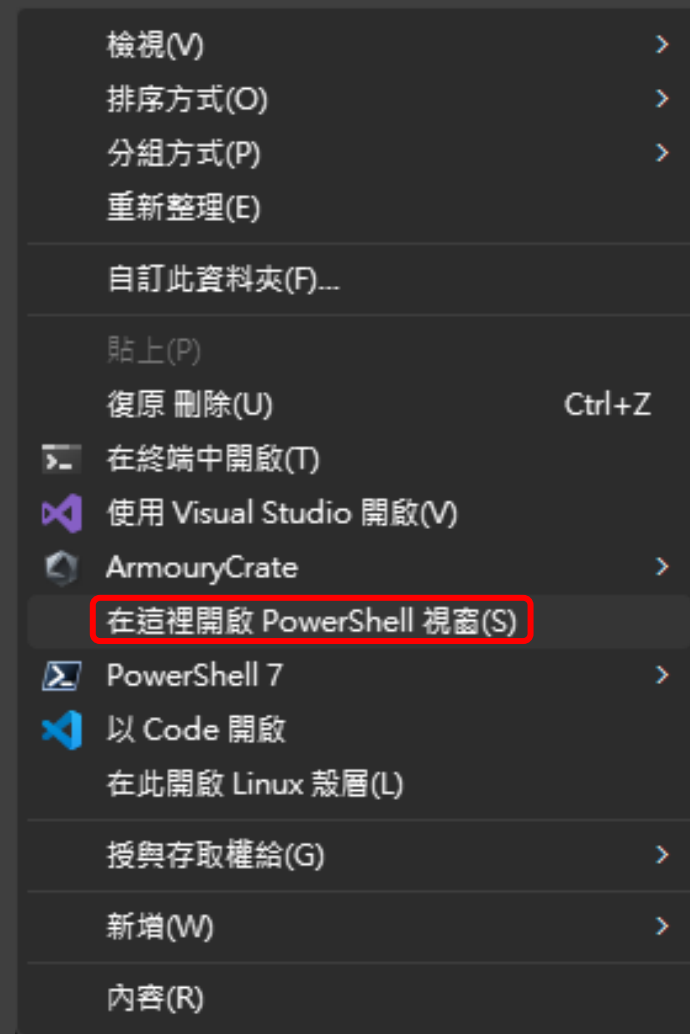 檢視(V)
排序方式(O)
分組方式(P)
重新整理(E)
自訂此資料夾(F)...
貼上(P)
復原 刪除(U) Ctrl+Z
在終端中開啟(T)
使用 Visual Studio 開啟(V)
ArmouryCrate
在這裡開啟 PowerShell 視窗(S)
PowerShell 7
以 Code 開啟
在此開啟 Linux 殼層(L)
授與存取權給(G)
新增(W)
內容(R)